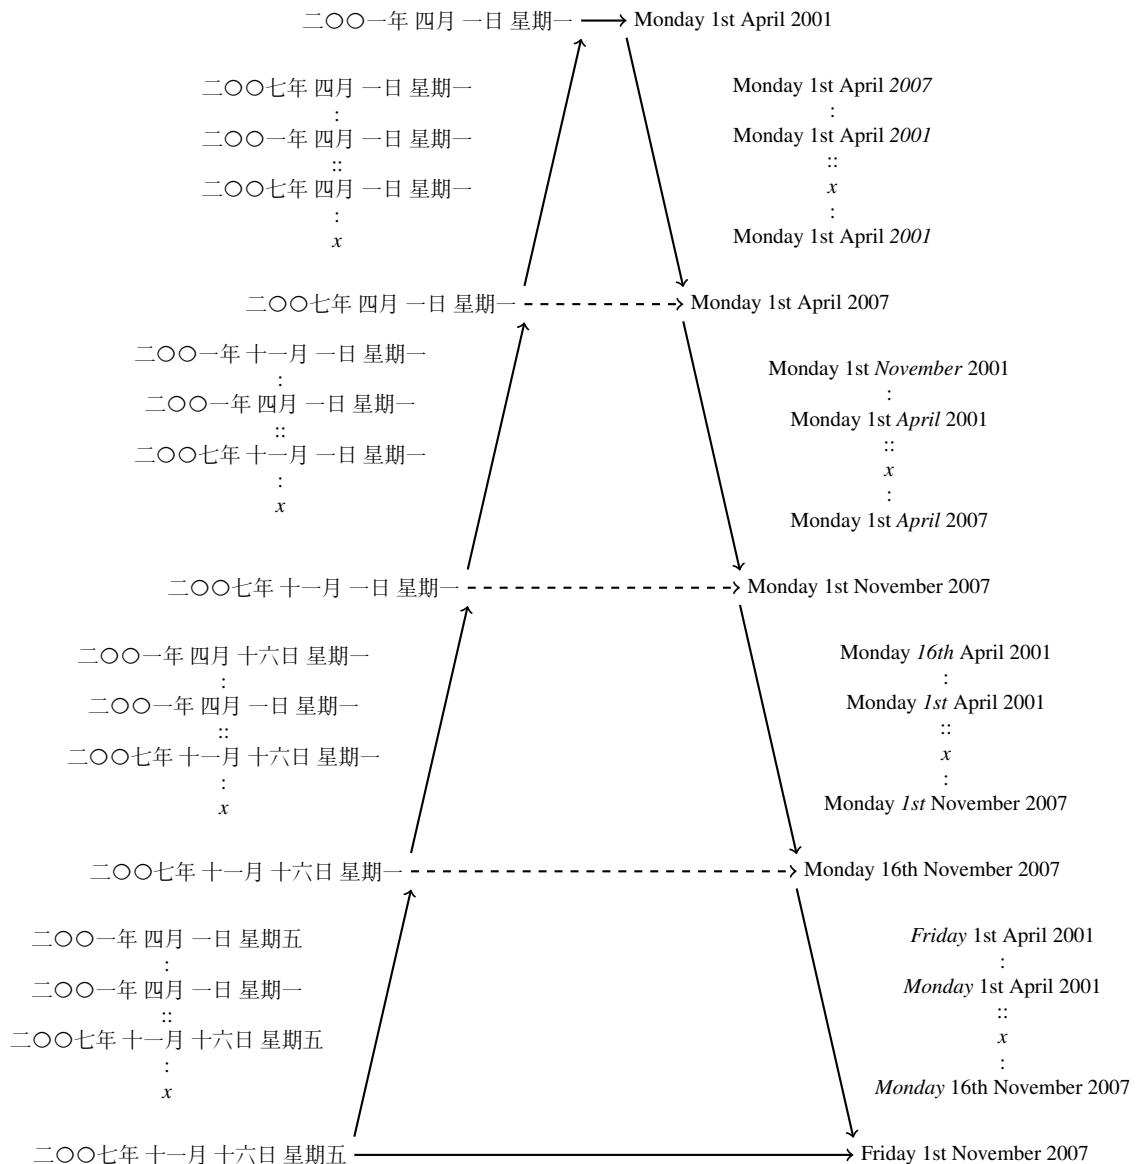 二〇〇一年 四月 一日 星期一 Monday 1st April 2001
二〇〇七年 四月 一日 星期一
:
二〇〇一年 四月 一日 星期一
::
二〇〇七年 四月 一日 星期一
:
x
Monday 1st April 2007
:
Monday 1st April 2001
::
x
:
Monday 1st April 2001
二〇〇七年 四月 一日 星期一 Monday 1st April 2007
二〇〇一年 十一月 一日 星期一
:
二〇〇一年 四月 一日 星期一
::
二〇〇七年 十一月 一日 星期一
:
x
Monday 1st November 2001
:
Monday 1st April 2001
::
x
:
Monday 1st April 2007
二〇〇七年 十一月 一日 星期一 Monday 1st November 2007
二〇〇一年 四月 十六日 星期一
:
二〇〇一年 四月 一日 星期一
::
二〇〇七年 十一月 十六日 星期一
:
x
Monday 16th April 2001
:
Monday 1st April 2001
::
x
:
Monday 1st November 2007
二〇〇七年 十一月 十六日 星期一 Monday 16th November 2007
二〇〇一年 四月 一日 星期五
:
二〇〇一年 四月 一日 星期一
::
二〇〇七年 十一月 十六日 星期五
:
x
Friday 1st April 2001
:
Monday 1st April 2001
::
x
:
Monday 16th November 2007
二〇〇七年 十一月 十六日 星期五 Friday 1st November 2007